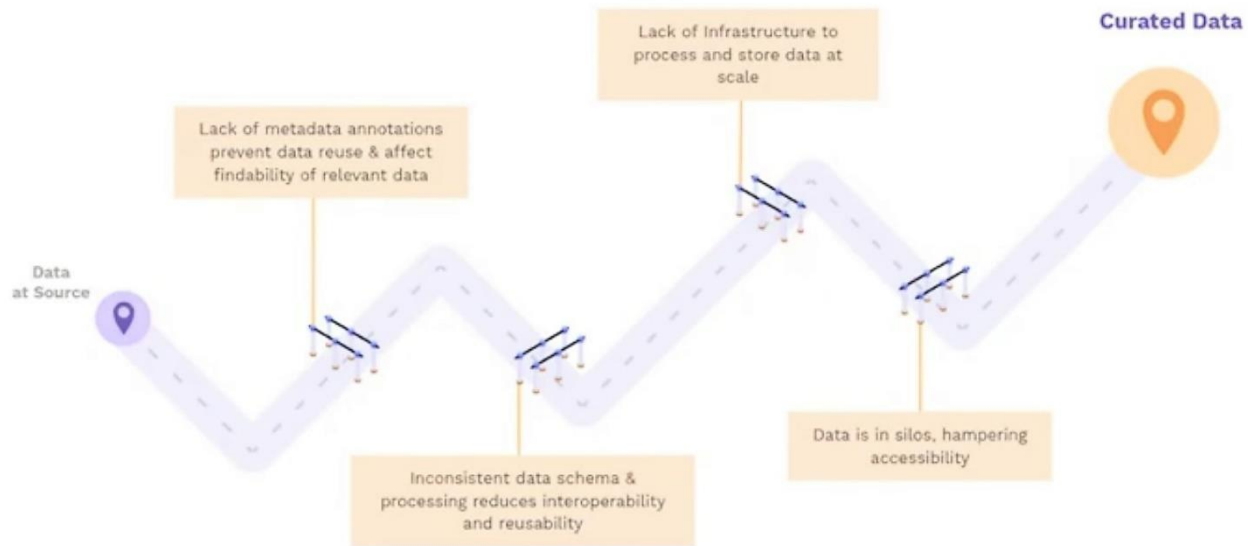 Curated Data
Lack of Infrastructure to
process and store data at
scale
Lack of metadata annotations
prevent data reuse & affect
findability of relevant data
Data
at Source
Data is in silos, hampering
accessibility
Inconsistent data schema &
processing reduces interoperability
and reusability